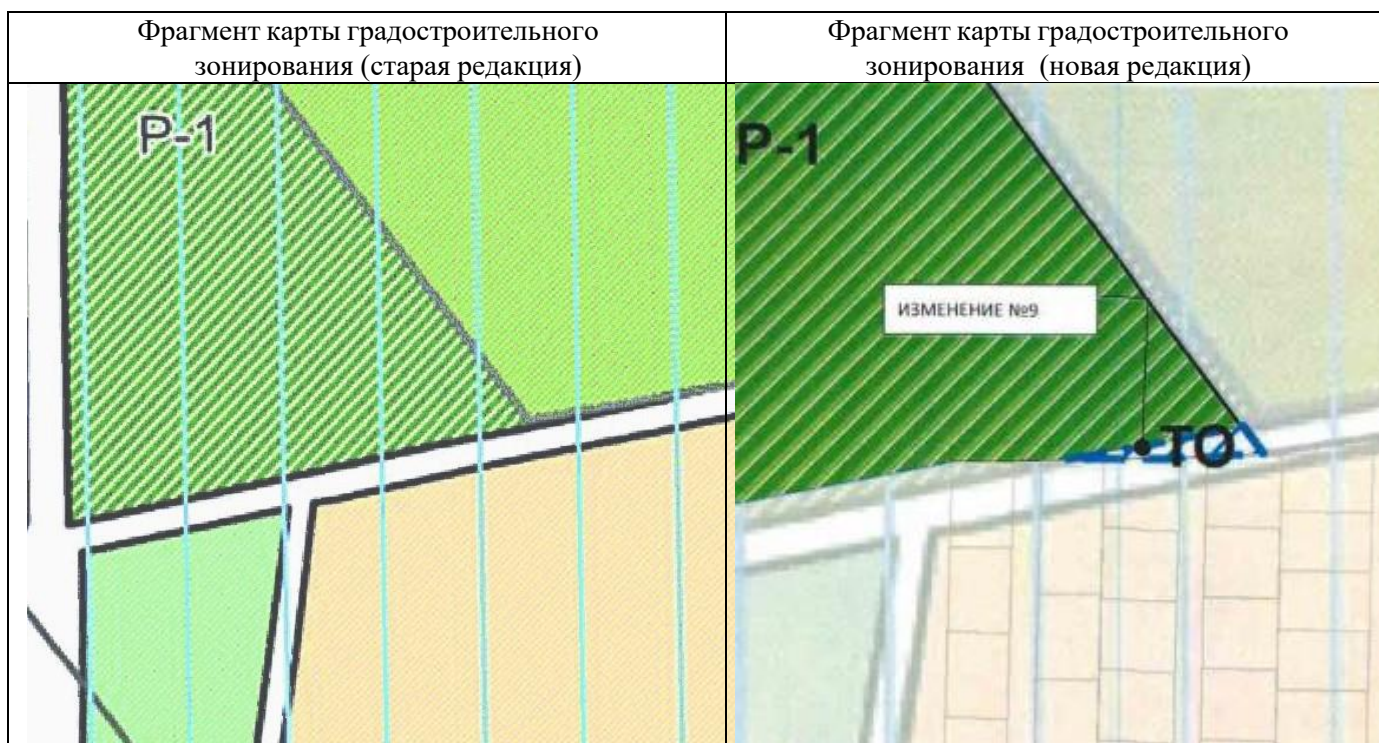 Фрагмент карты градостроительного
зонирования (старая редакция)
Фрагмент карты градостроительного
зонирования (новая редакция)
Р-1
Р-1
ИЗМЕНЕНИЕ №9
ТО